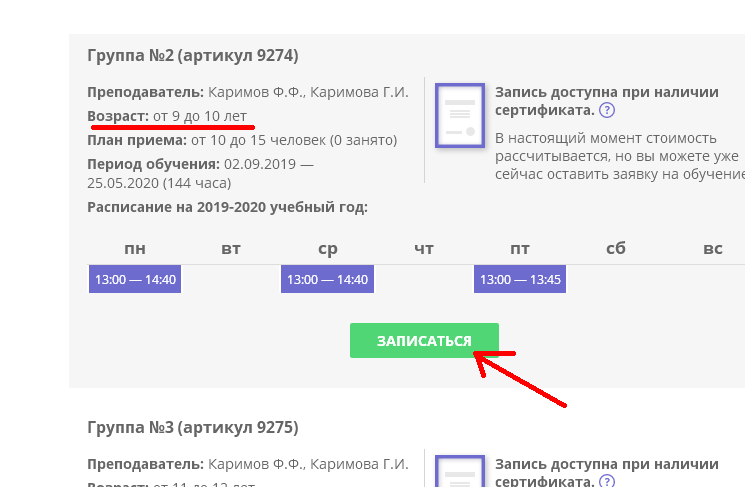 Группа №2 (артикул 9274)
Преподаватель: Каримов Ф.Ф., Каримова Г.И.
Возраст: от 9 до 10 лет
План приема: от 10 до 15 человек (0 занято)
Период обучения: 02.09.2019 —
25.05.2020 (144 часа)
Расписание на 2019-2020 учебный год:
Запись доступна при наличии
сертификата. ?
В настоящий момент стоимость
рассчитывается, но вы можете уже
сейчас оставить заявку на обучение
пн вт ср чт пт сб вс
13:00 — 14:40 13:00 — 14:40 13:00 — 13:45
ЗАПИСАТЬСЯ
Группа №3 (артикул 9275)
Преподаватель: Каримов Ф.Ф., Каримова Г.И.
Возраст: от 11 до 12 лет
Запись доступна при наличии
сертификата. ?